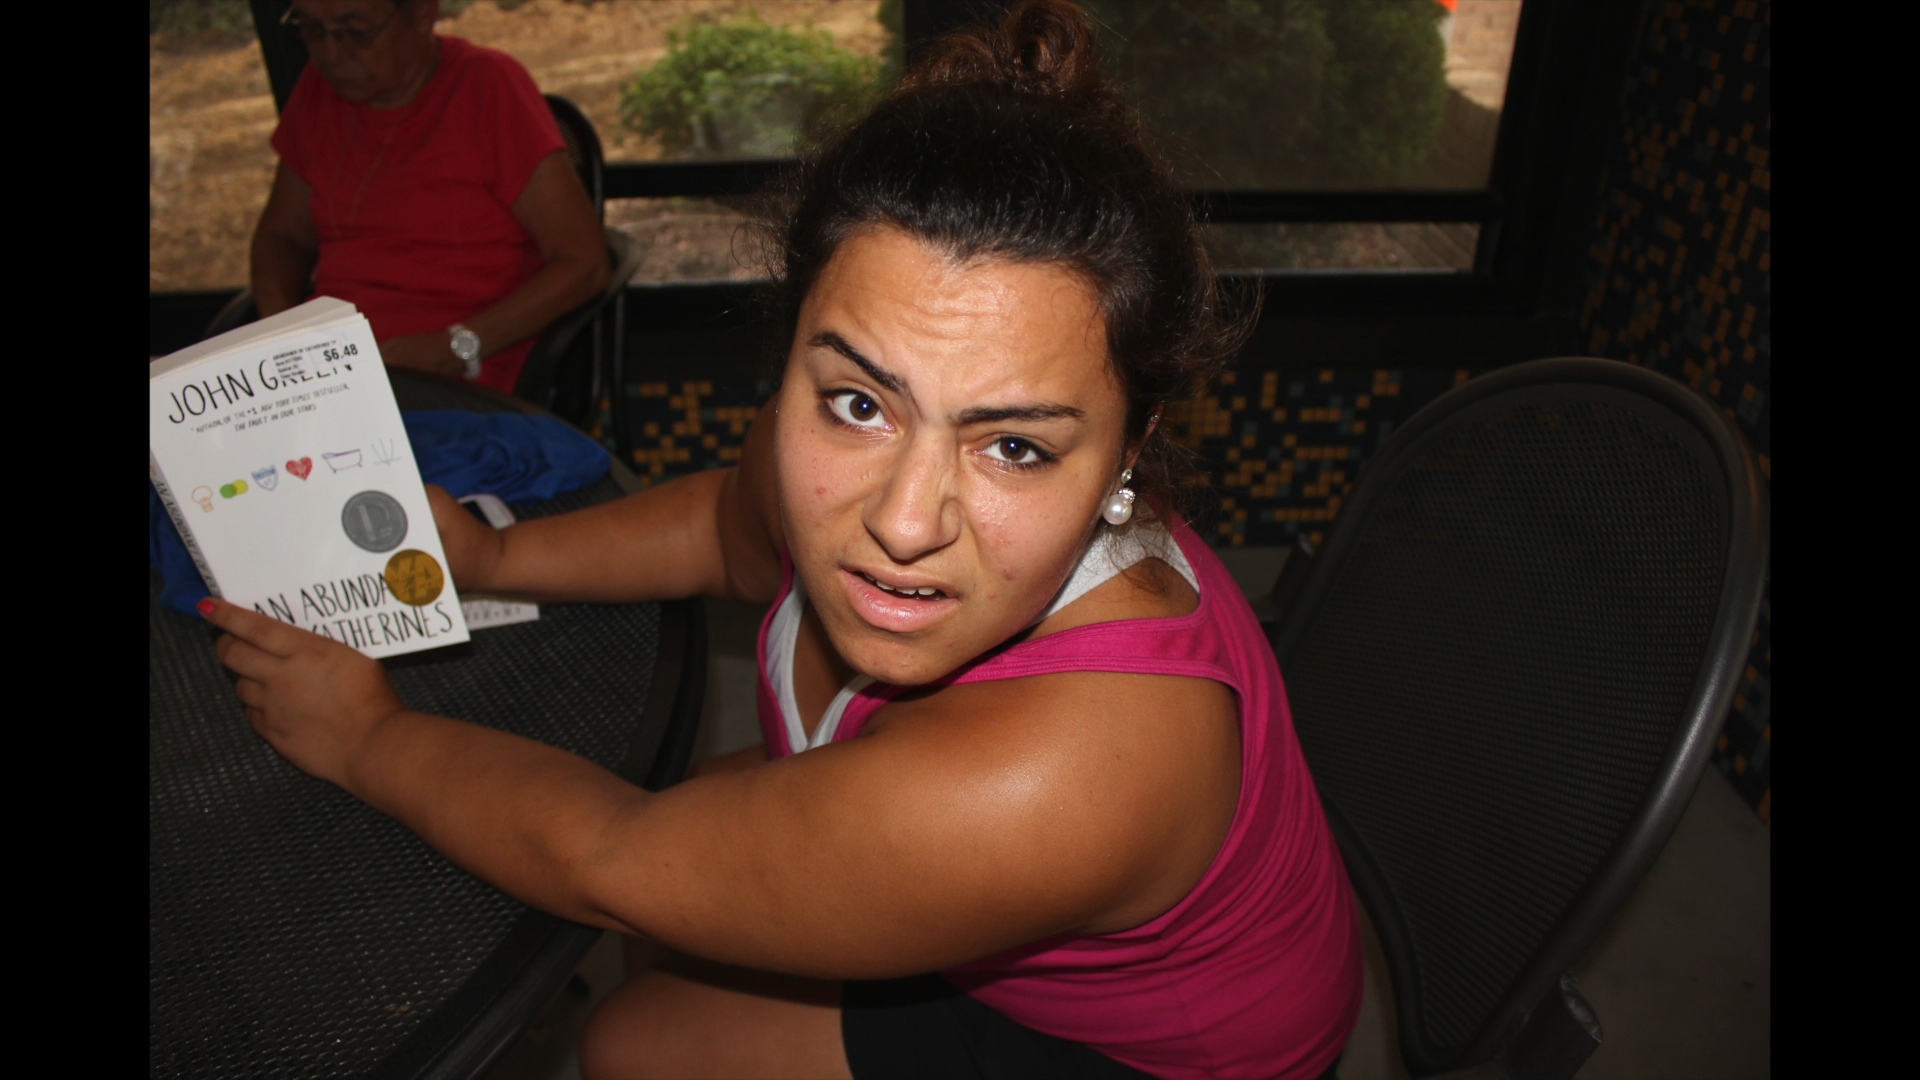 $6.48
JOHN GREEN
AUTHOR OF THE #1 NEW YORK TIMES BESTSELLER
THE FAULT IN OUR STARS
AN ABUNDA
CATHERINES